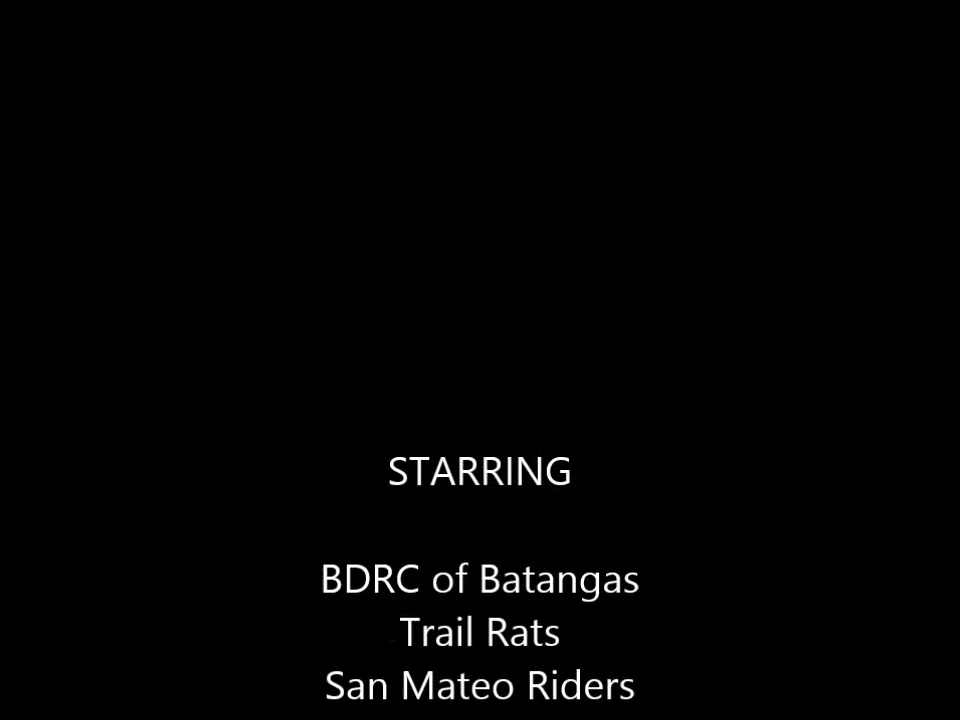 STARRING
BDRC of Batangas
Trail Rats
San Mateo Riders